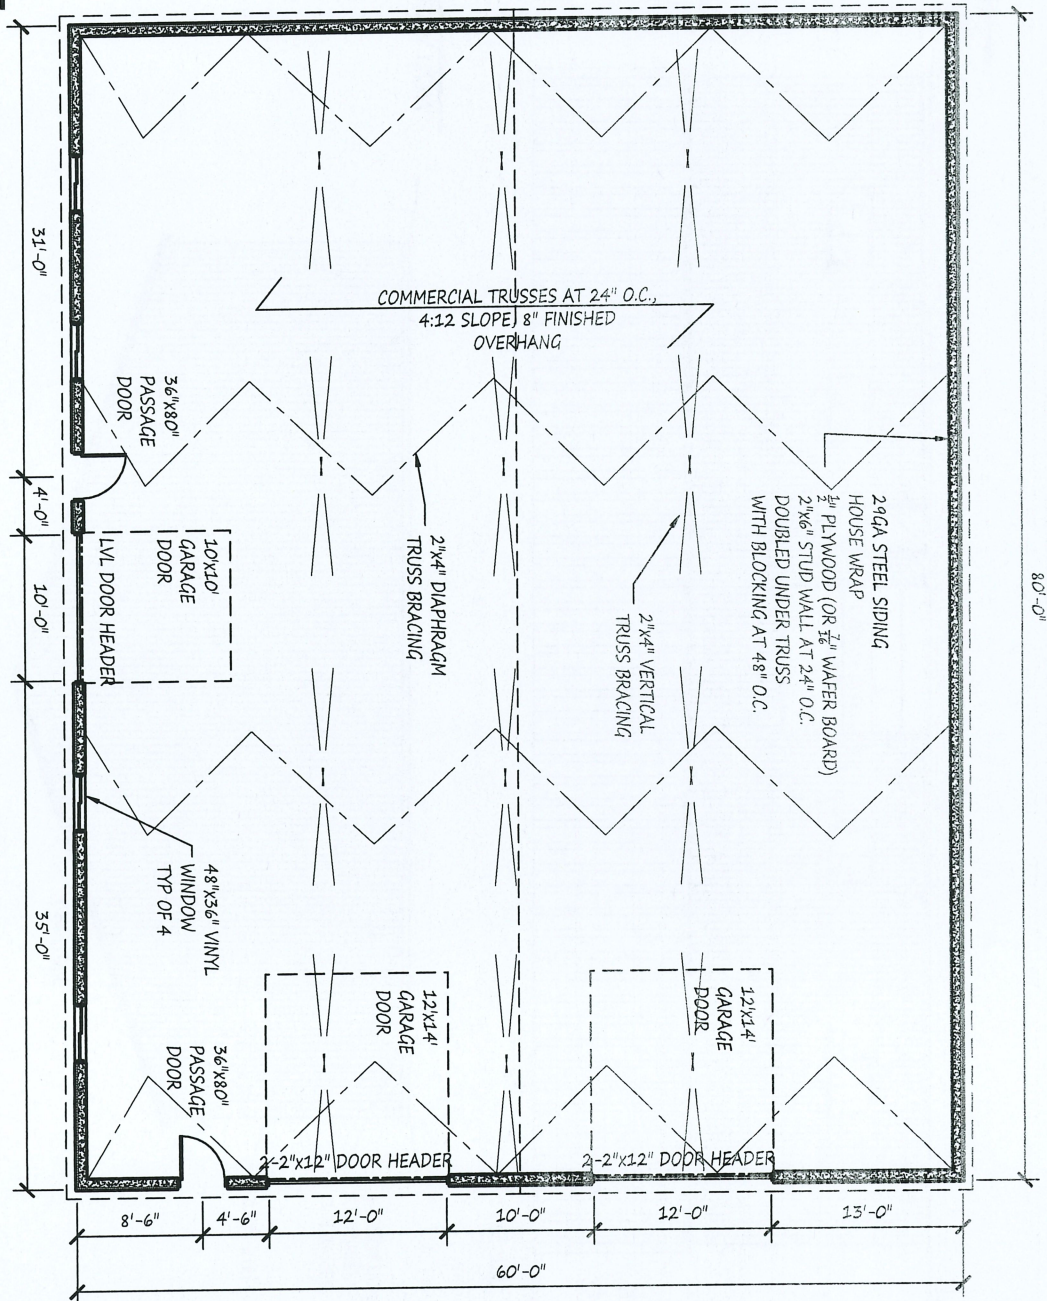 COMMERCIAL TRUSSES AT 24" O.C.,
4:12 SLOPE, 8" FINISHED
OVERHANG
31'-0"
36"x80"
PASSAGE
DOOR
4'-0"
10'x10'
GARAGE
DOOR
LVL DOOR HEADER
10'-0"
2"x4" DIAPHRAGM
TRUSS BRACING
2"x4" VERTICAL
TRUSS BRACING
29GA STEEL SIDING
HOUSE WRAP
1/2" PLYWOOD (OR 7/16" WAFER BOARD)
2"x6" STUD WALL AT 24" O.C.
DOUBLED UNDER TRUSS
WITH BLOCKING AT 48" O.C.
80'-0"
48"x36" VINYL
WINDOW
TYP OF 4
35'-0"
36"x80"
PASSAGE
DOOR
12'x14'
GARAGE
DOOR
12'x14'
GARAGE
DOOR
2-2"x12" DOOR HEADER
2-2"x12" DOOR HEADER
8'-6"
4'-6"
12'-0"
10'-0"
12'-0"
13'-0"
60'-0"